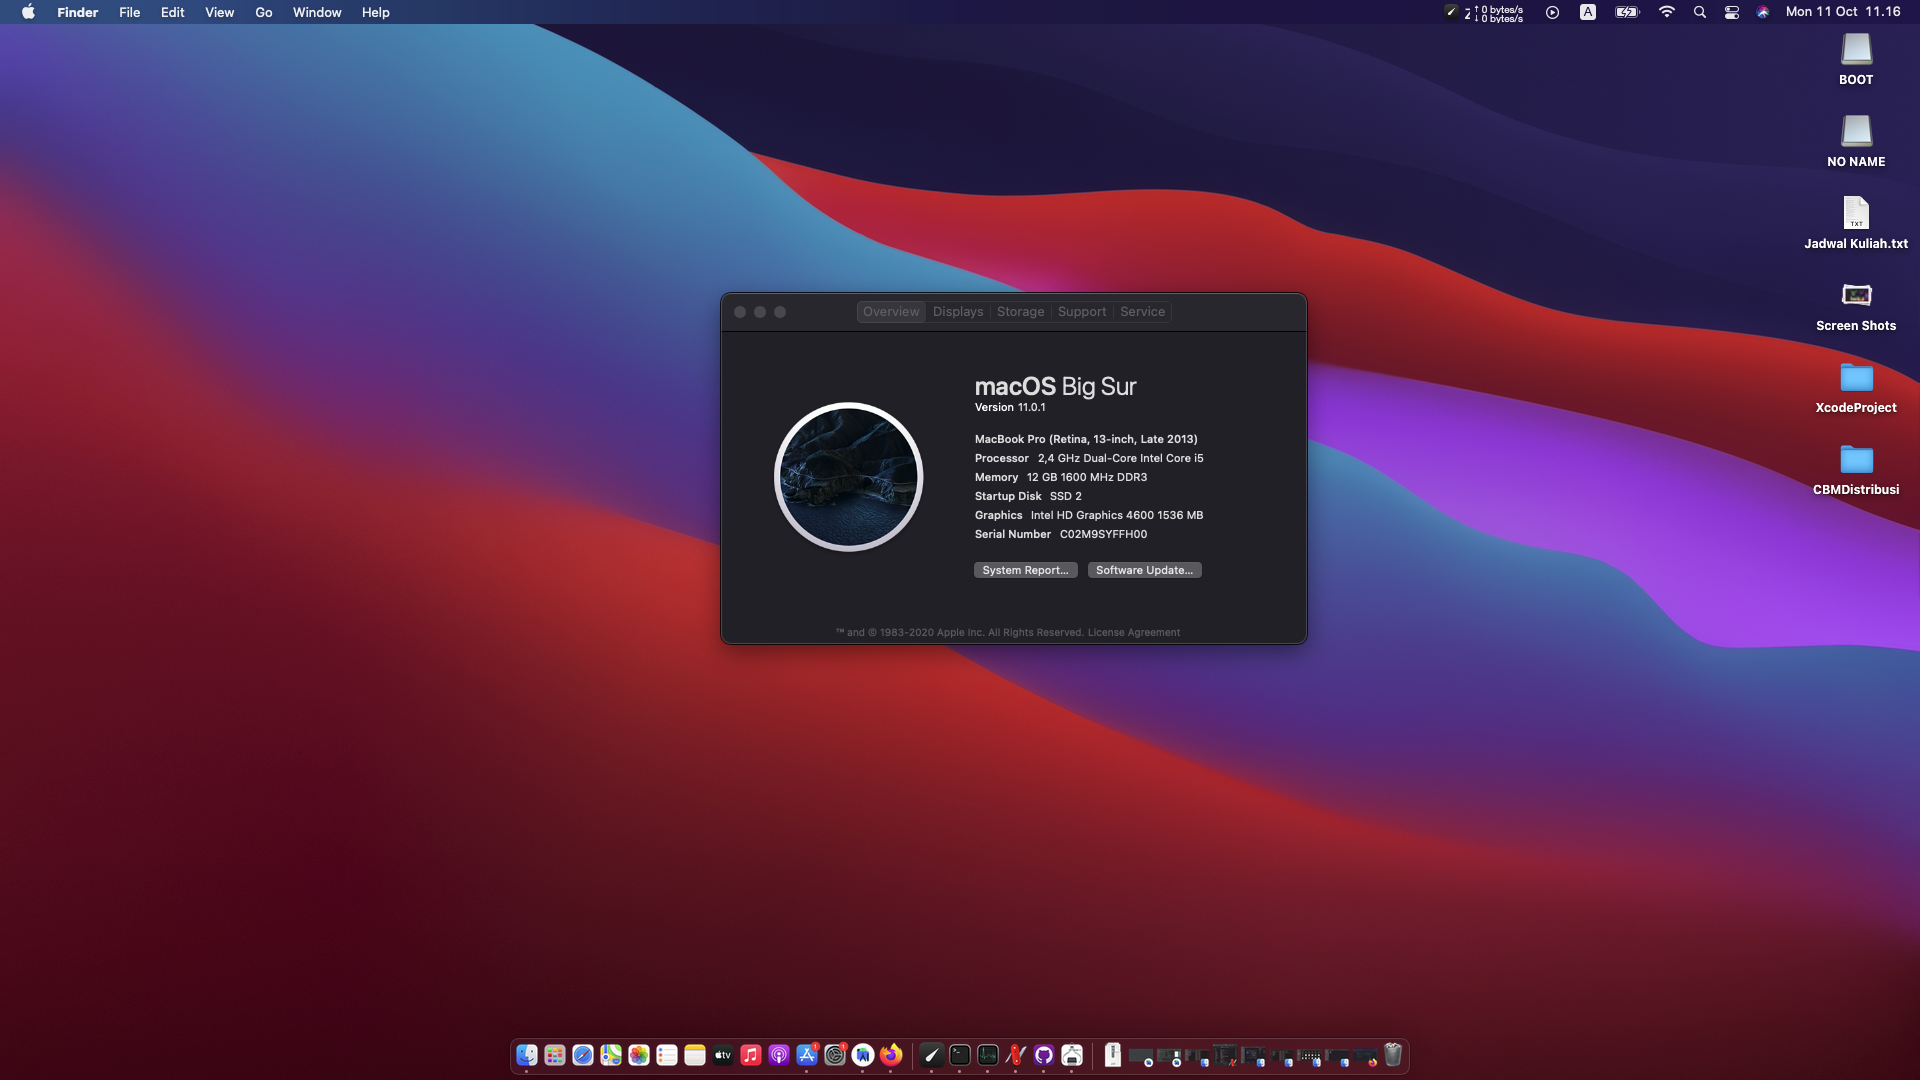 Finder File Edit View Go Window Help
↑ 0 bytes/s
↓ 0 bytes/s
A
Mon 11 Oct 11.16
BOOT
NO NAME
TXT
Jadwal Kuliah.txt
Screen Shots
XcodeProject
CBMDistribusi
Overview Displays Storage Support Service
macOS Big Sur
Version 11.0.1
MacBook Pro (Retina, 13-inch, Late 2013)
Processor 2,4 GHz Dual-Core Intel Core i5
Memory 12 GB 1600 MHz DDR3
Startup Disk SSD 2
Graphics Intel HD Graphics 4600 1536 MB
Serial Number C02M9SYFFH00
System Report...
Software Update...
™ and © 1983-2020 Apple Inc. All Rights Reserved. License Agreement
tv
1
1